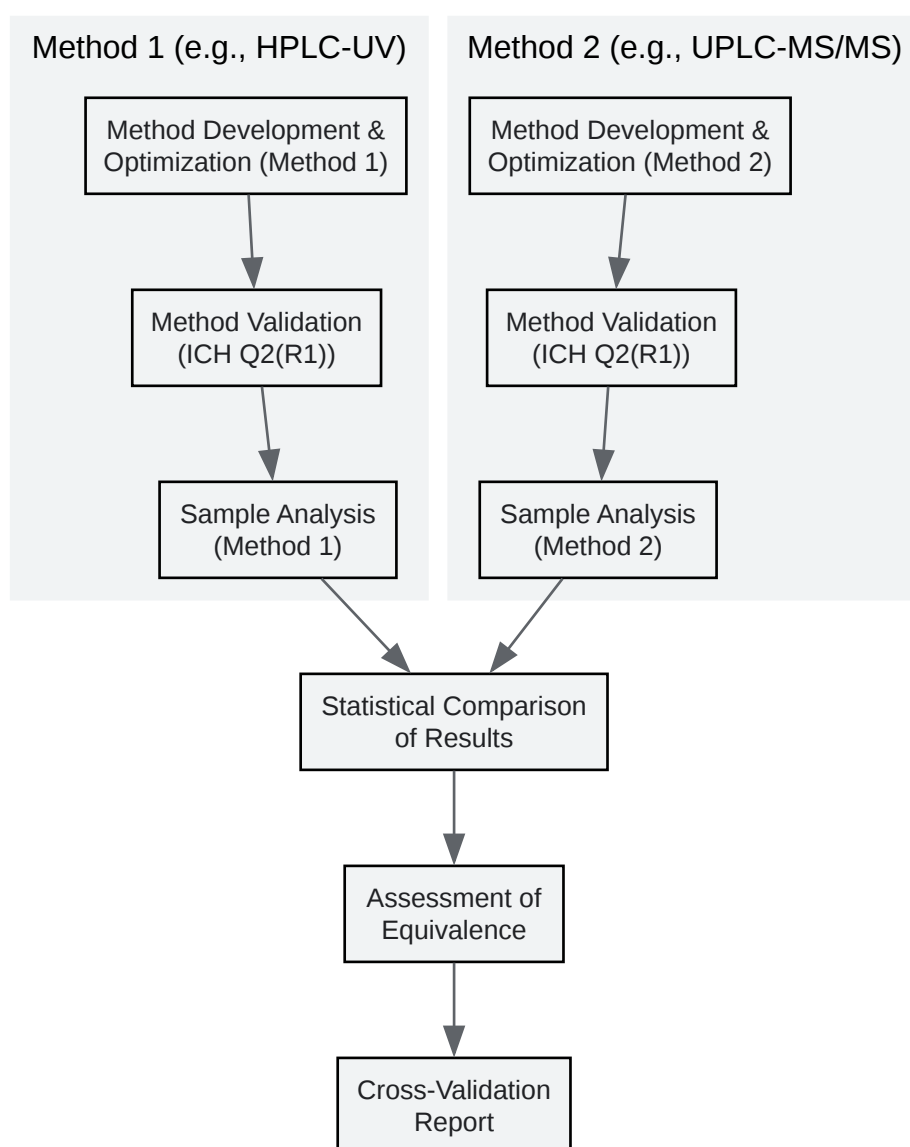 Method 1 (e.g., HPLC-UV)
Method Development &
Optimization (Method 1)
Method Validation
(ICH Q2(R1))
Sample Analysis
(Method 1)
Method 2 (e.g., UPLC-MS/MS)
Method Development &
Optimization (Method 2)
Method Validation
(ICH Q2(R1))
Sample Analysis
(Method 2)
Statistical Comparison
of Results
Assessment of
Equivalence
Cross-Validation
Report